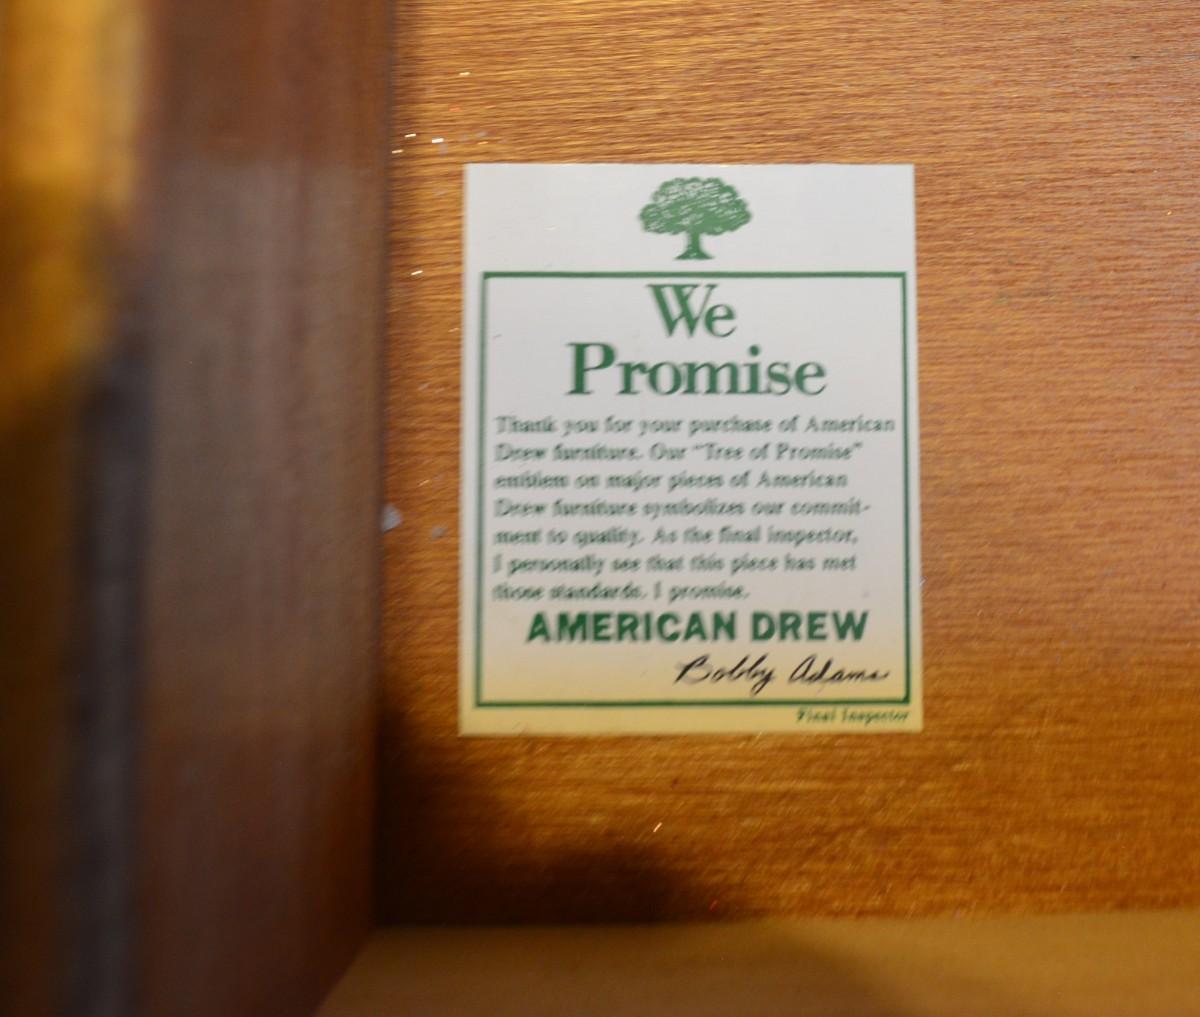 We
Promise
Thank you for your purchase of American
Drew furniture. Our "Tree of Promise"
emblem on major pieces of American
Drew furniture symbolizes our commit-
ment to quality. As the final inspector,
I personally see that this piece has met
those standards. I promise.
AMERICAN DREW
Bobby Adams
Final Inspector